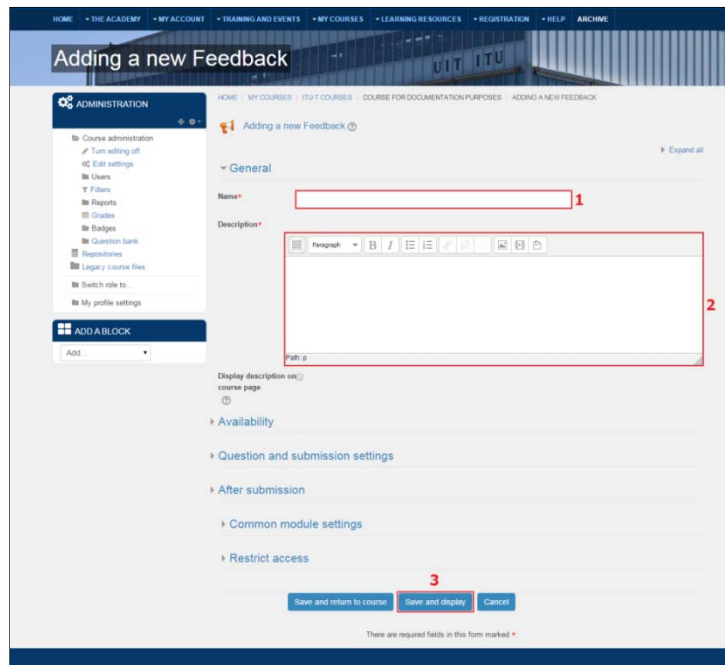 HOME THE ACADEMY MY ACCOUNT TRAINING AND EVENTS MY COURSES LEARNING RESOURCES REGISTRATION HELP ARCHIVE
Adding a new Feedback
UIT ITU
ADMINISTRATION
Course administration
Turn editing off
Edit settings
Users
Filters
Reports
Grades
Badges
Question bank
Repositories
Legacy course files
Switch role to...
My profile settings
ADD A BLOCK
Add...
HOME / MY COURSES / ITU-T COURSES / COURSE FOR DOCUMENTATION PURPOSES / ADDING A NEW FEEDBACK
Adding a new Feedback
Expand all
General
Name*
1
Description*
Paragraph B I
2
Path: p
Display description on
course page
Availability
Question and submission settings
After submission
Common module settings
Restrict access
3
Save and return to course Save and display Cancel
There are required fields in this form marked *.